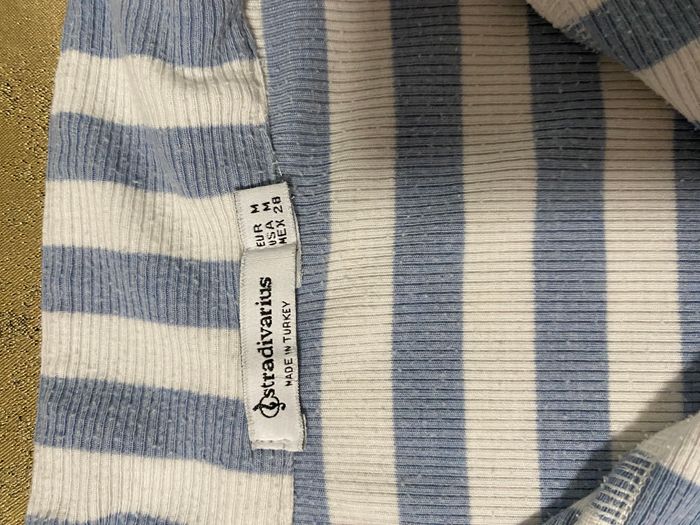 EUR M
USA M
MEX 28
stradivarius
MADE IN TURKEY